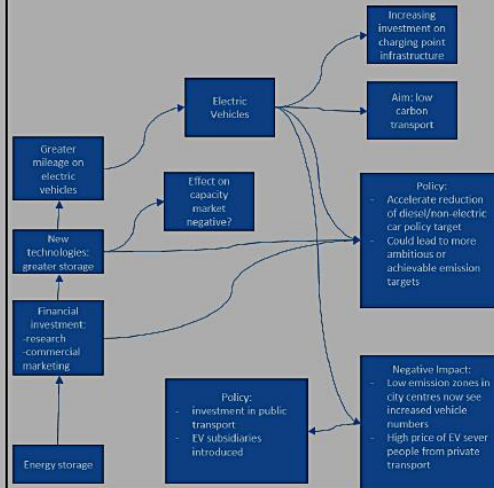 Increasing
investment on
charging point
infrastructure
Electric
Vehicles
Aim: low
carbon
transport
Greater
mileage on
electric
vehicles
Effect on
capacity
market
negative?
Policy:
- Accelerate reduction
of diesel/non-electric
car policy target
- Could lead to more
ambitious or
achievable emission
targets
New
technologies:
greater storage
Financial
investment:
-research
-commercial
marketing
Negative Impact:
- Low emission zones in
city centres now see
increased vehicle
numbers
- High price of EV sever
people from private
transport
Policy:
- investment in public
transport
- EV subsidiaries
introduced
Energy storage